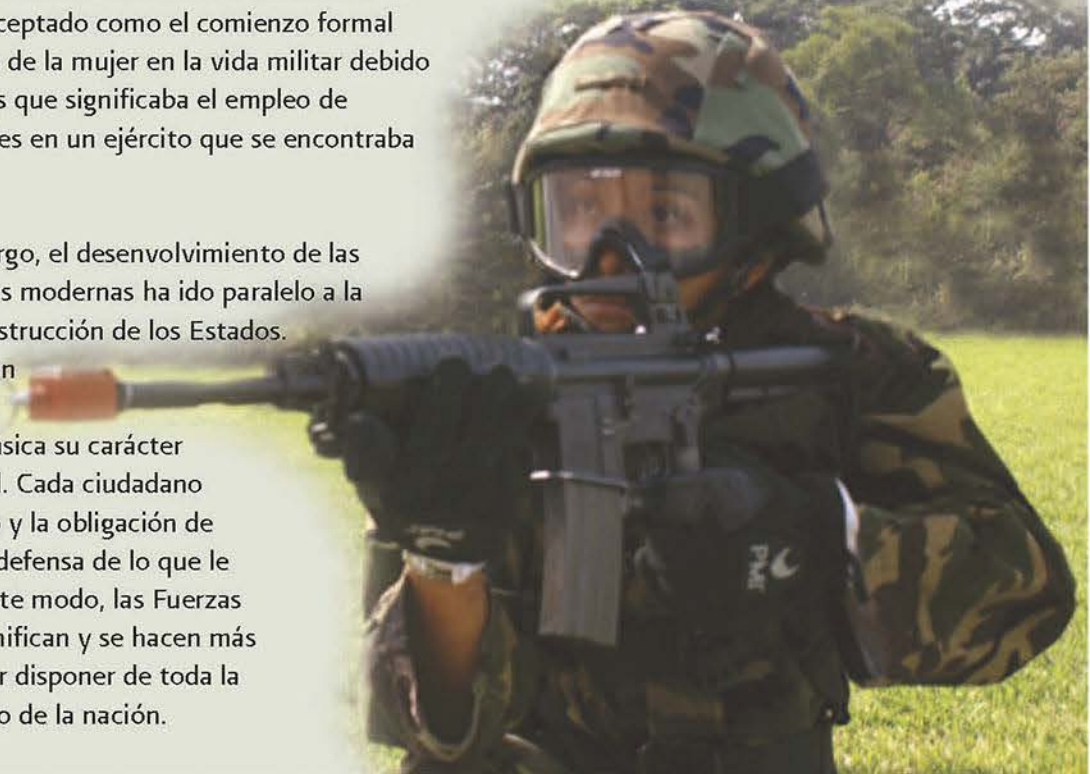 ceptado como el comienzo formal
de la mujer en la vida militar debido
s que significaba el empleo de
es en un ejército que se encontraba
rgo, el desenvolvimiento de las
s modernas ha ido paralelo a la
strucción de los Estados.
n
sica su carácter
. Cada ciudadano
y la obligación de
defensa de lo que le
te modo, las Fuerzas
nifican y se hacen más
r disponer de toda la
o de la nación.